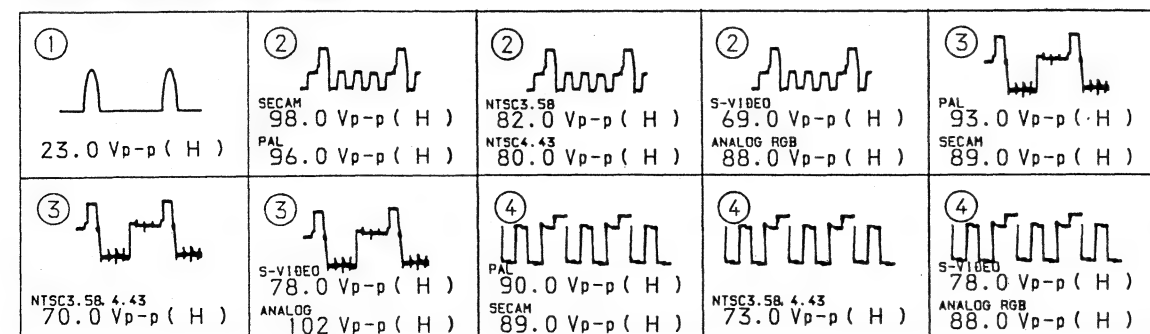 ①
23.0 Vp-p ( H )
②
SECAM
98.0 Vp-p ( H )
PAL
96.0 Vp-p ( H )
②
NTSC3.58
82.0 Vp-p ( H )
NTSC4.43
80.0 Vp-p ( H )
②
S-VIDEO
69.0 Vp-p ( H )
ANALOG RGB
88.0 Vp-p ( H )
③
PAL
93.0 Vp-p ( H )
SECAM
89.0 Vp-p ( H )
③
NTSC3.58. 4.43
70.0 Vp-p ( H )
③
S-VIDEO
78.0 Vp-p ( H )
ANALOG
102 Vp-p ( H )
④
PAL
90.0 Vp-p ( H )
SECAM
89.0 Vp-p ( H )
④
NTSC3.58. 4.43
73.0 Vp-p ( H )
④
S-VIDEO
78.0 Vp-p ( H )
ANALOG RGB
88.0 Vp-p ( H )